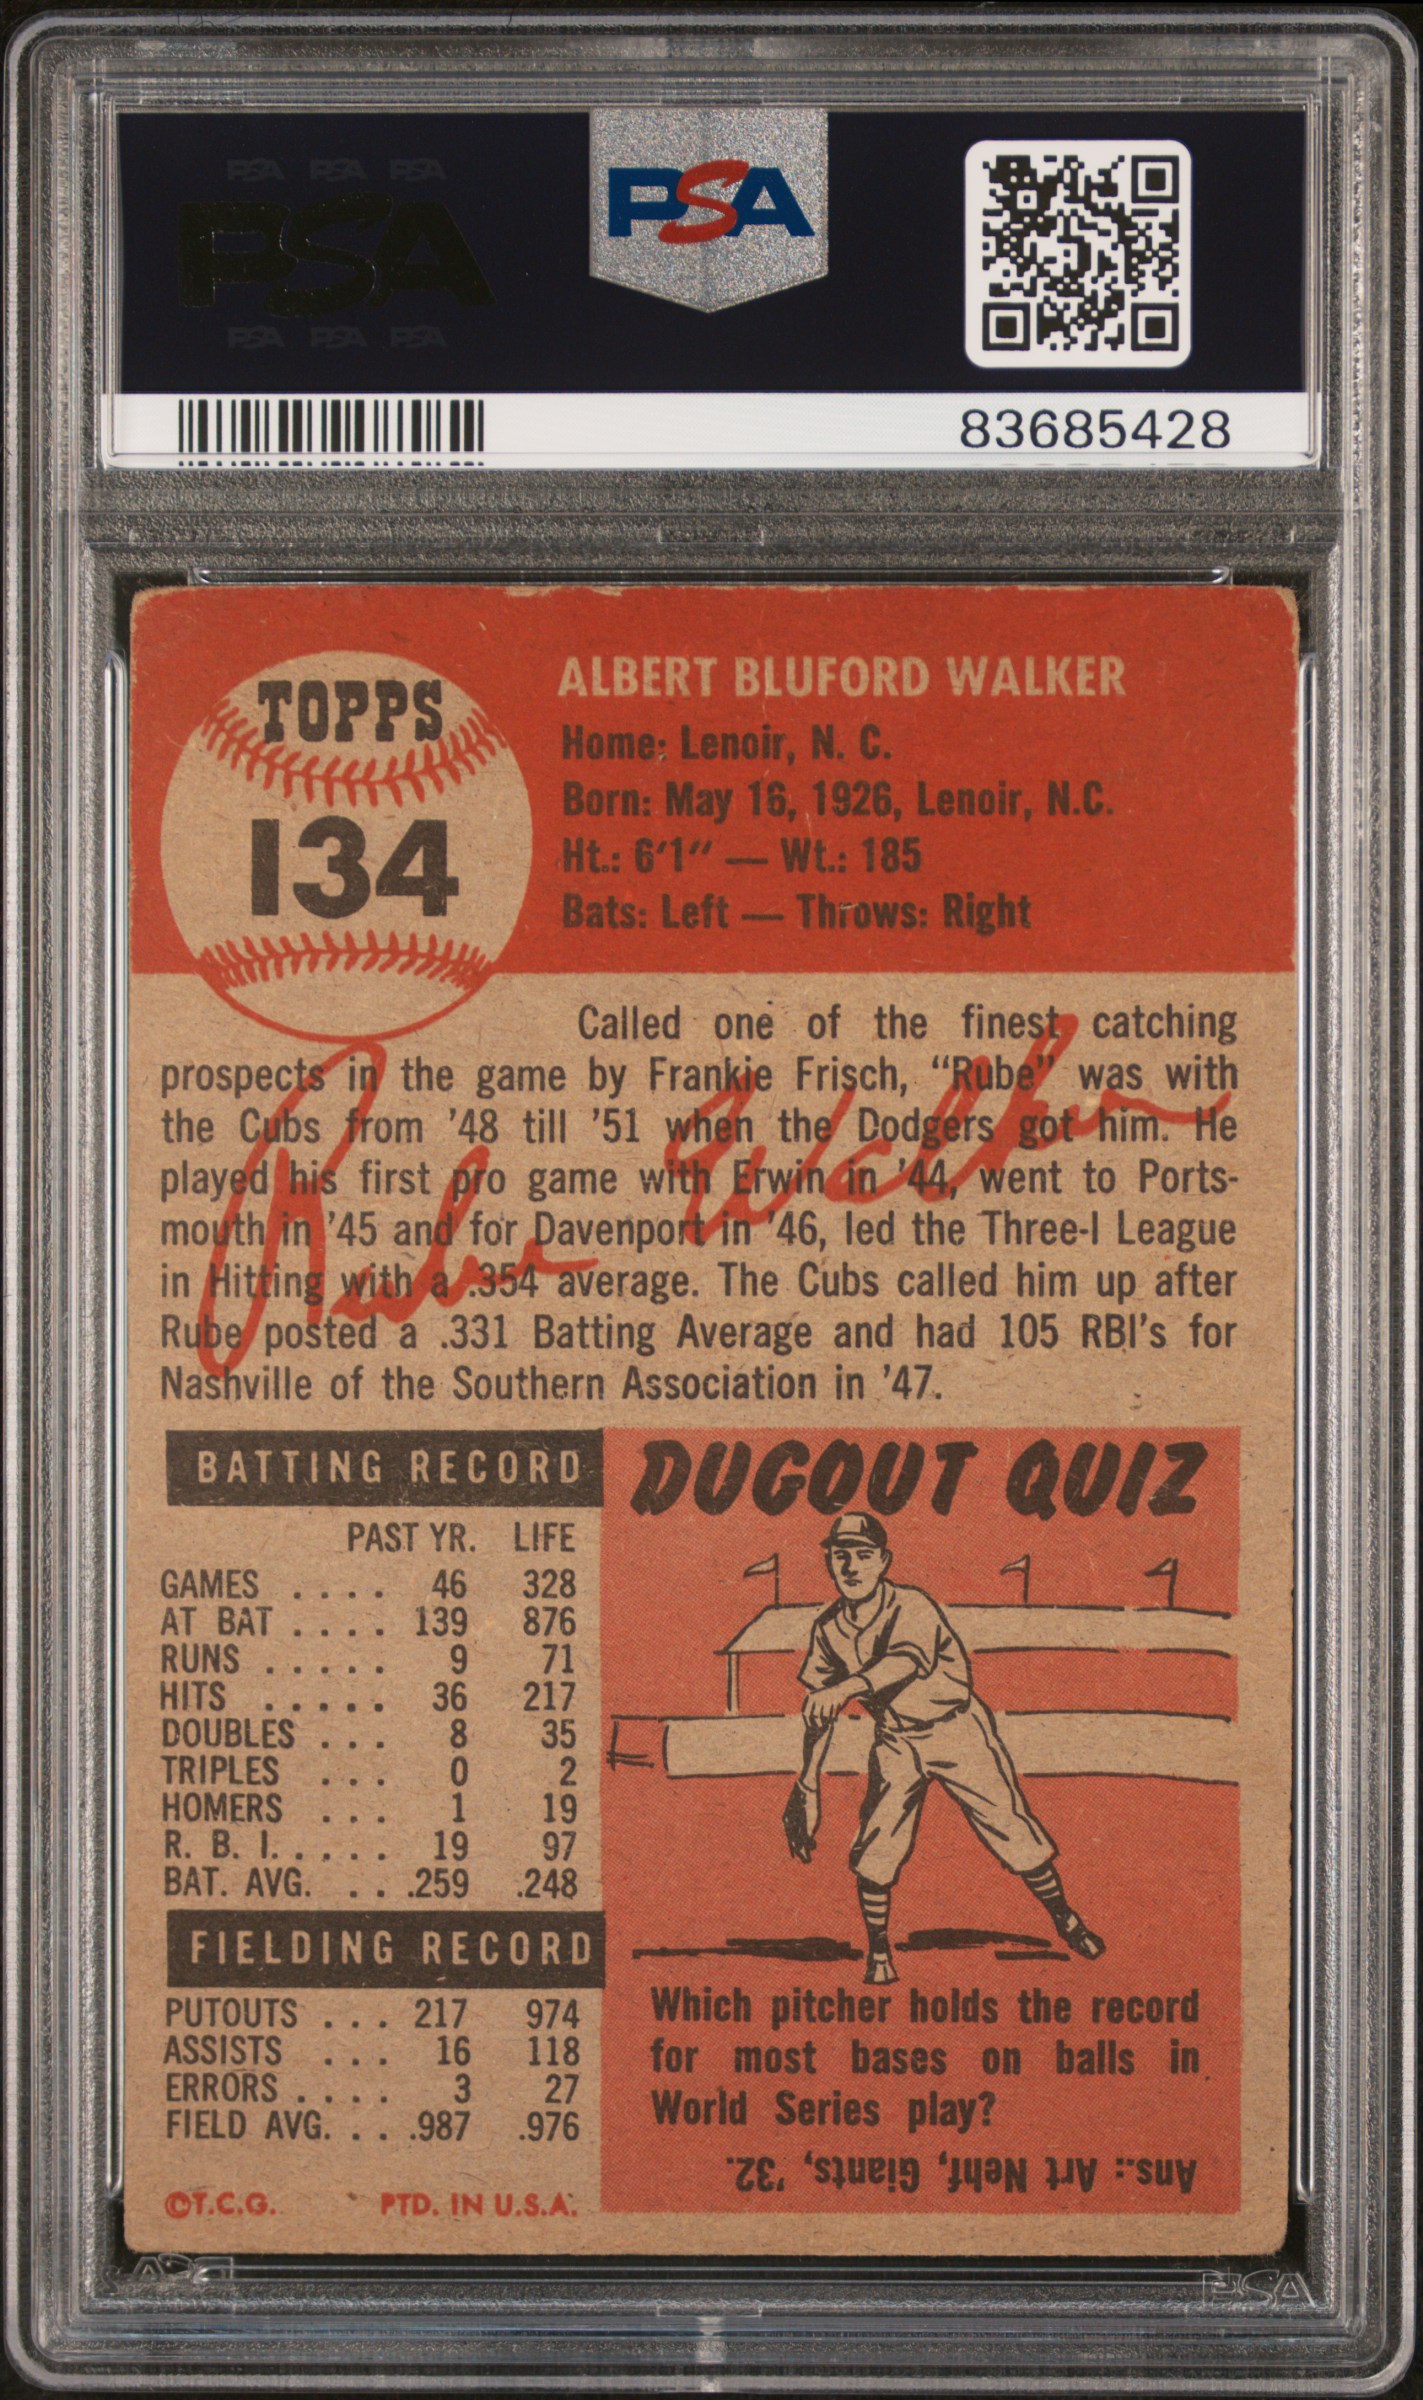 PSA PSA PSA
PSA
PSA PSA PSA
PSA
83685428
TOPPS
134
ALBERT BLUFORD WALKER
Home: Lenoir, N. C.
Born: May 16, 1926, Lenoir, N.C.
Ht.: 6'1" — Wt.: 185
Bats: Left — Throws: Right
Called one of the finest catching
prospects in the game by Frankie Frisch, "Rube" was with
the Cubs from '48 till '51 when the Dodgers got him. He
played his first pro game with Erwin in '44, went to Ports-
mouth in '45 and for Davenport in '46, led the Three-I League
in Hitting with a .354 average. The Cubs called him up after
Rube posted a .331 Batting Average and had 105 RBI's for
Nashville of the Southern Association in '47.
Rube Walker
BATTING RECORD
PAST YR. LIFE
GAMES .... 46 328
AT BAT .... 139 876
RUNS ..... 9 71
HITS ..... 36 217
DOUBLES ... 8 35
TRIPLES ... 0 2
HOMERS ... 1 19
R. B. I. .... 19 97
BAT. AVG. .. .259 .248
FIELDING RECORD
PUTOUTS ... 217 974
ASSISTS ... 16 118
ERRORS .... 3 27
FIELD AVG. .. .987 .976
©T.C.G. PTD. IN U.S.A.
DUGOUT QUIZ
Which pitcher holds the record
for most bases on balls in
World Series play?
Ans.: Art Nehf, Giants, '32.
PSA
PSA